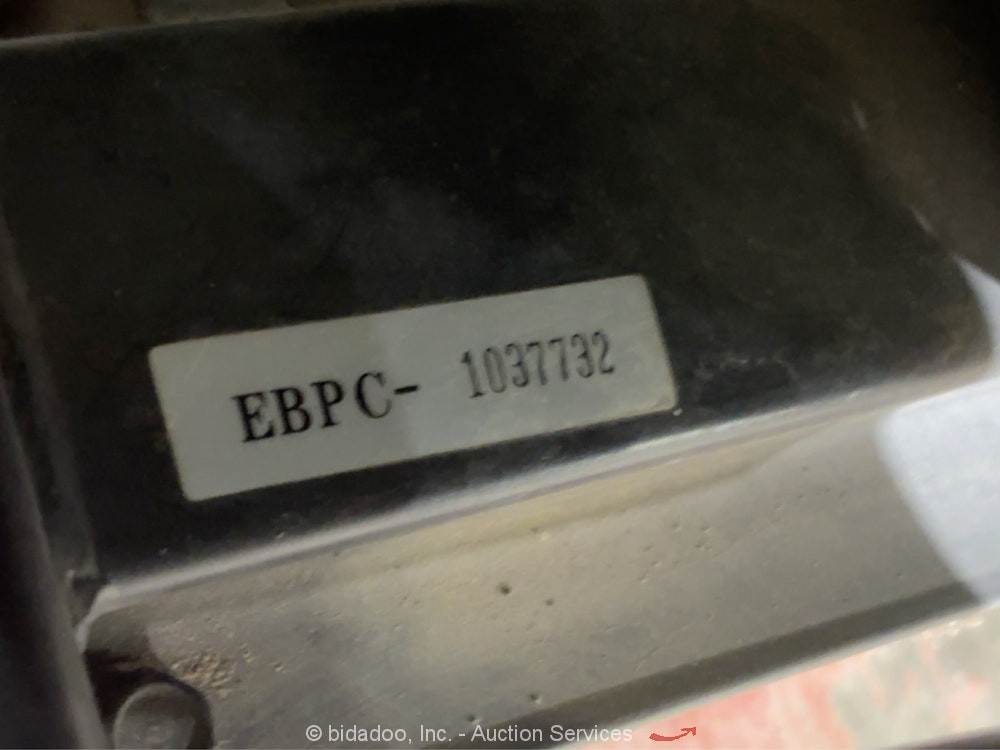 EBPC- 1037732
© bidadoo, Inc. - Auction Services